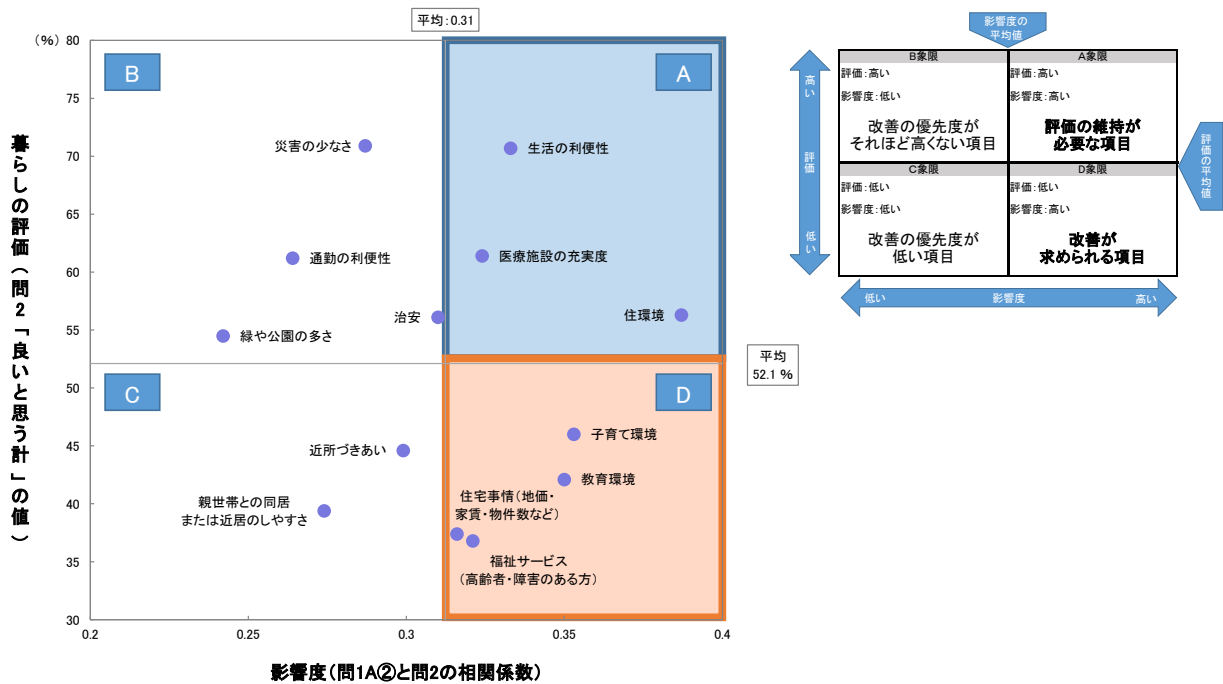 平均:0.31
(%)
80
75
70
65
60
55
50
45
40
35
30
0.2
0.25
0.3
0.35
0.4
暮らしの評価(問2「良いと思う計」の値)
影響度(問1A②と問2の相関係数)
B
A
C
D
災害の少なさ
生活の利便性
通勤の利便性
医療施設の充実度
治安
住環境
緑や公園の多さ
平均
52.1 %
近所づきあい
子育て環境
教育環境
親世帯との同居
または近居のしやすさ
住宅事情(地価・
家賃・物件数など)
福祉サービス
(高齢者・障害のある方)
影響度の
平均値
B象限
評価:高い
影響度:低い
改善の優先度が
それほど高くない項目
A象限
評価:高い
影響度:高い
評価の維持が
必要な項目
C象限
評価:低い
影響度:低い
改善の優先度が
低い項目
D象限
評価:低い
影響度:高い
改善が
求められる項目
高い
評価
低い
評価の平均値
低い
影響度
高い